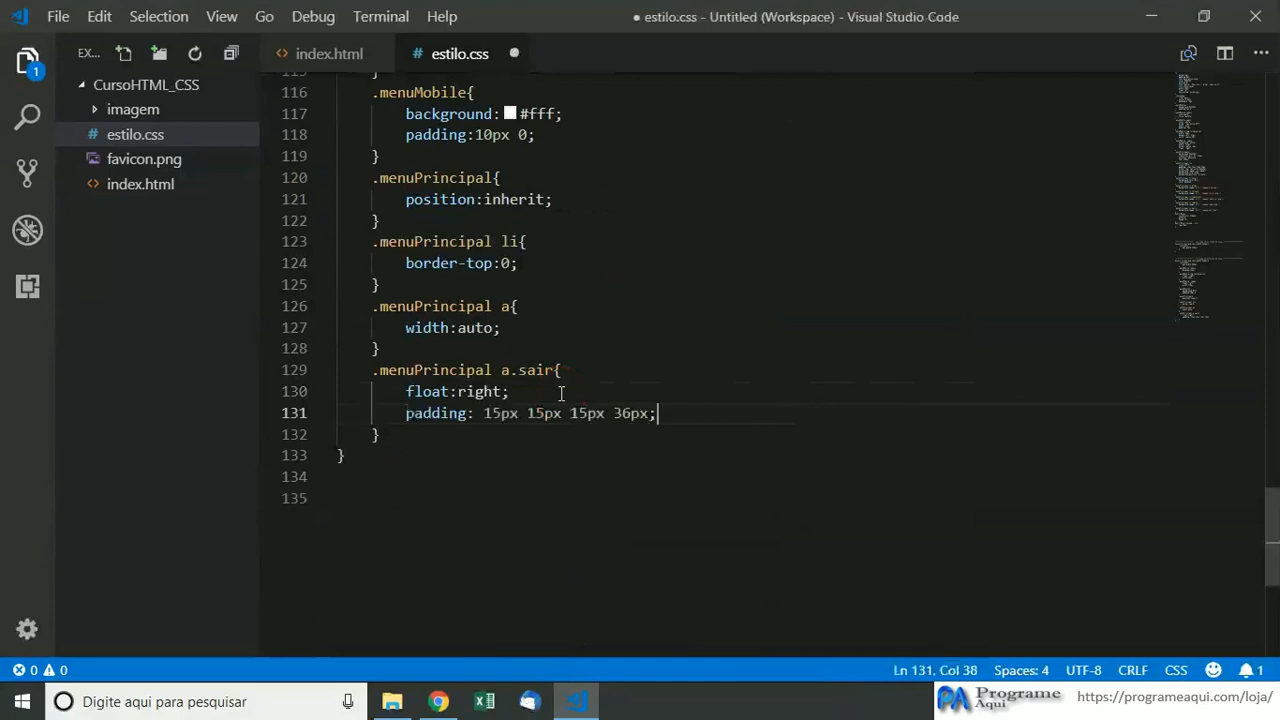 File Edit Selection View Go Debug Terminal Help
● estilo.css - Untitled (Workspace) - Visual Studio Code
1
EX...
index.html
# estilo.css
CursoHTML_CSS
imagem
# estilo.css
favicon.png
index.html
116 .menuMobile{
117 background: #fff;
118 padding:10px 0;
119 }
120 .menuPrincipal{
121 position:inherit;
122 }
123 .menuPrincipal li{
124 border-top:0;
125 }
126 .menuPrincipal a{
127 width:auto;
128 }
129 .menuPrincipal a.sair{
130 float:right;
131 padding: 15px 15px 15px 36px;
132 }
133 }
134
135
0 0 Ln 131, Col 38 Spaces: 4 UTF-8 CRLF CSS 1
Digite aqui para pesquisar
PA Programe Aqui
https://programeaqui.com/loja/